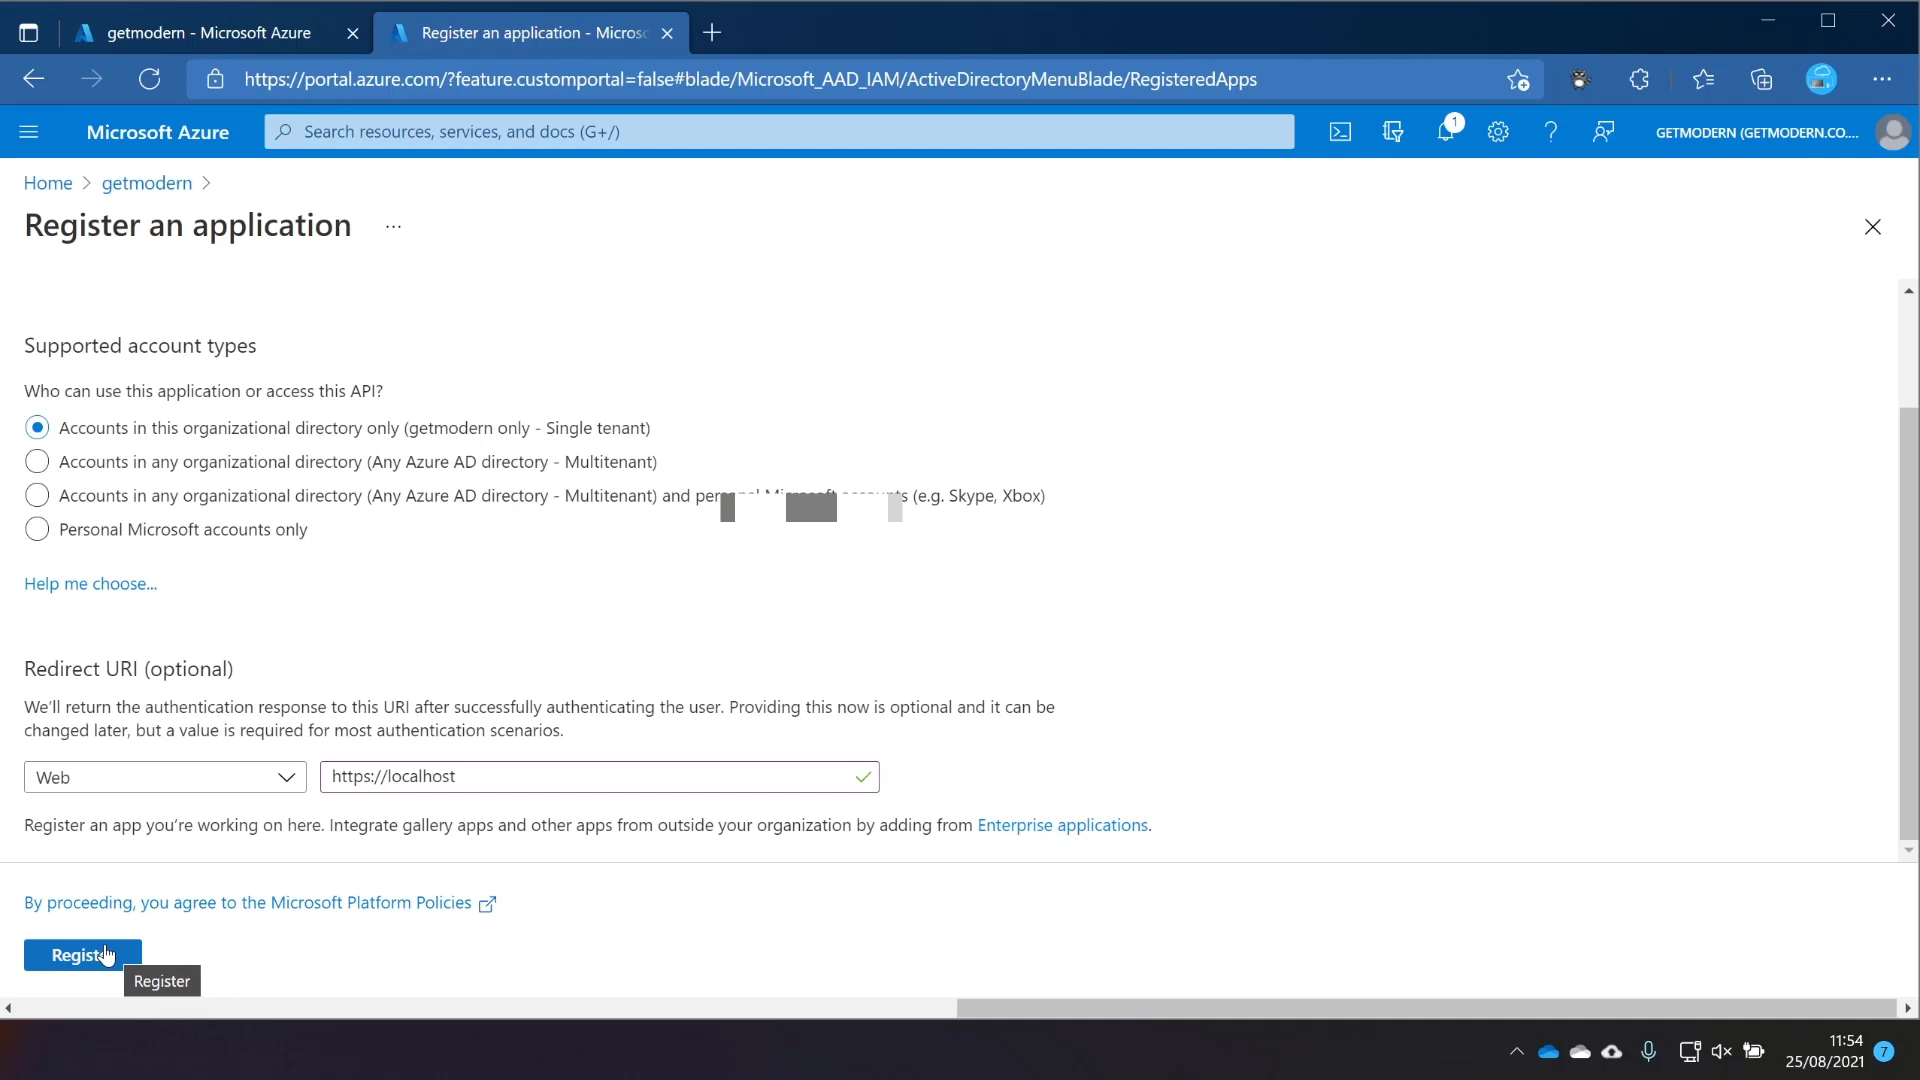 getmodern - Microsoft Azure
Register an application - Micros
https://portal.azure.com/?feature.customportal=false#blade/Microsoft_AAD_IAM/ActiveDirectoryMenuBlade/RegisteredApps
Microsoft Azure
Search resources, services, and docs (G+/)
1
GETMODERN (GETMODERN.CO....
Home > getmodern >
Register an application ...
Supported account types
Who can use this application or access this API?
Accounts in this organizational directory only (getmodern only - Single tenant)
Accounts in any organizational directory (Any Azure AD directory - Multitenant)
Accounts in any organizational directory (Any Azure AD directory - Multitenant) and personal Microsoft accounts (e.g. Skype, Xbox)
Personal Microsoft accounts only
Help me choose...
Redirect URI (optional)
We'll return the authentication response to this URI after successfully authenticating the user. Providing this now is optional and it can be
changed later, but a value is required for most authentication scenarios.
Web
https://localhost
Register an app you're working on here. Integrate gallery apps and other apps from outside your organization by adding from Enterprise applications.
By proceeding, you agree to the Microsoft Platform Policies
Register
Register
11:54
25/08/2021
7